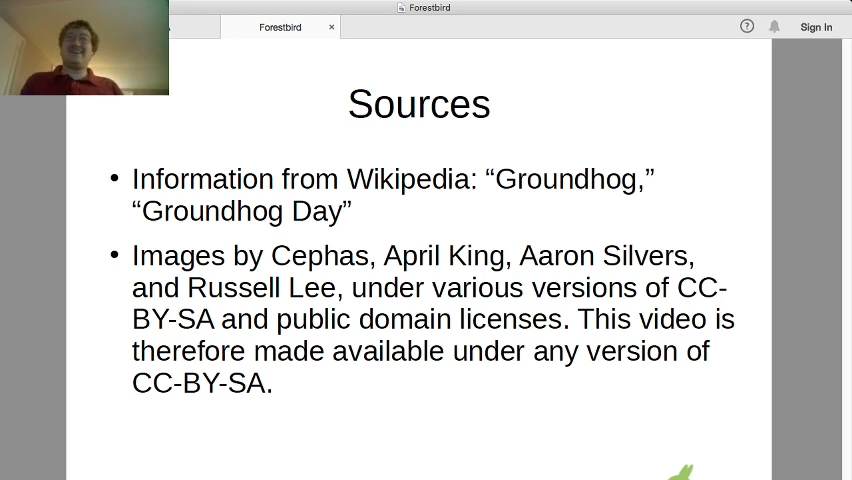 Forestbird
Forestbird × ? Sign In
Sources
• Information from Wikipedia: “Groundhog,”
“Groundhog Day”
• Images by Cephas, April King, Aaron Silvers,
and Russell Lee, under various versions of CC-
BY-SA and public domain licenses. This video is
therefore made available under any version of
CC-BY-SA.